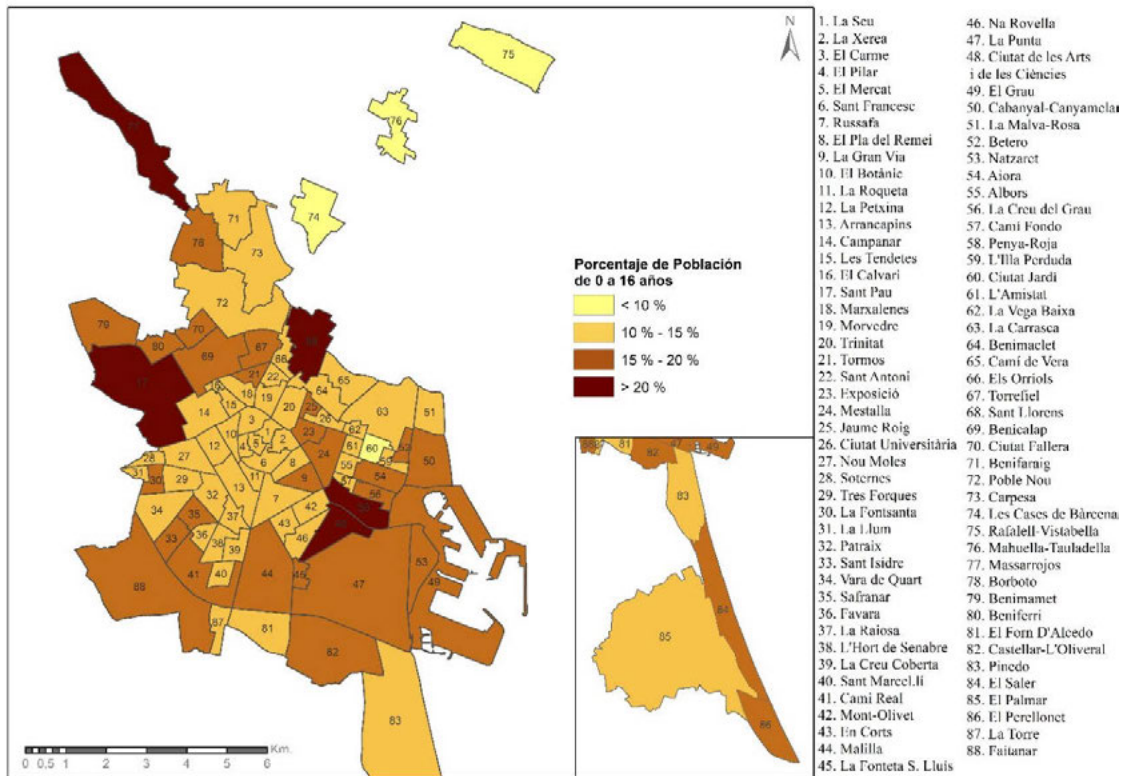 N
Porcentaje de Población
de 0 a 16 años
< 10 %
10 % - 15 %
15 % - 20 %
> 20 %
0 0.5 1 2 3 4 5 6 Km.
1. La Seu
2. La Xerea
3. El Carme
4. El Pilar
5. El Mercat
6. Sant Francesc
7. Russafa
8. El Pla del Remei
9. La Gran Via
10. El Botànic
11. La Roqueta
12. La Petxina
13. Arrancapins
14. Campanar
15. Les Tendetes
16. El Calvari
17. Sant Pau
18. Marxalenes
19. Morvedre
20. Trinitat
21. Tormos
22. Sant Antoni
23. Exposició
24. Mestalla
25. Jaume Roig
26. Ciutat Universitària
27. Nou Moles
28. Soternes
29. Tres Forques
30. La Fontsanta
31. La Llum
32. Patraix
33. Sant Isidre
34. Vara de Quart
35. Safranar
36. Favara
37. La Raiosa
38. L'Hort de Senabre
39. La Creu Coberta
40. Sant Marcel.lí
41. Camí Real
42. Mont-Olivet
43. En Corts
44. Malilla
45. La Fonteta S. Lluis
46. Na Rovella
47. La Punta
48. Ciutat de les Arts
i de les Ciències
49. El Grau
50. Cabanyal-Canyamelar
51. La Malva-Rosa
52. Betero
53. Natzaret
54. Aiora
55. Albors
56. La Creu del Grau
57. Camí Fondo
58. Penya-Roja
59. L'Illa Perduda
60. Ciutat Jardí
61. L'Amistat
62. La Vega Baixa
63. La Carrasca
64. Benimaclet
65. Camí de Vera
66. Els Orriols
67. Torrefiel
68. Sant Llorens
69. Benicalap
70. Ciutat Fallera
71. Benifaraig
72. Poble Nou
73. Carpesa
74. Les Cases de Bàrcena
75. Rafalell-Vistabella
76. Mahuella-Tauladella
77. Massarrojos
78. Borboto
79. Benimamet
80. Beniferri
81. El Forn D'Alcedo
82. Castellar-L'Oliveral
83. Pinedo
84. El Saler
85. El Palmar
86. El Perellonet
87. La Torre
88. Faitanar